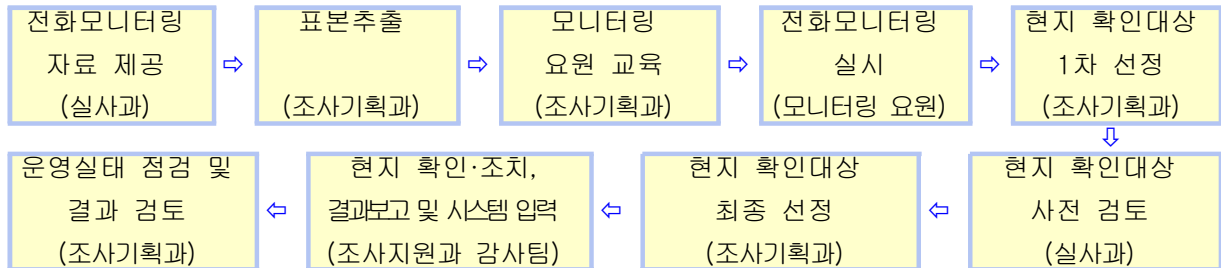 전화모니터링
자료 제공
(실사과)
⇨
표본추출
(조사기획과)
⇨
모니터링
요원 교육
(조사기획과)
⇨
전화모니터링
실시
(모니터링 요원)
⇨
현지 확인대상
1차 선정
(조사기획과)
⇩
현지 확인대상
사전 검토
(실사과)
⇦
현지 확인대상
최종 선정
(조사기획과)
⇦
현지 확인·조치,
결과보고 및 시스템 입력
(조사지원과 감사팀)
⇦
운영실태 점검 및
결과 검토
(조사기획과)